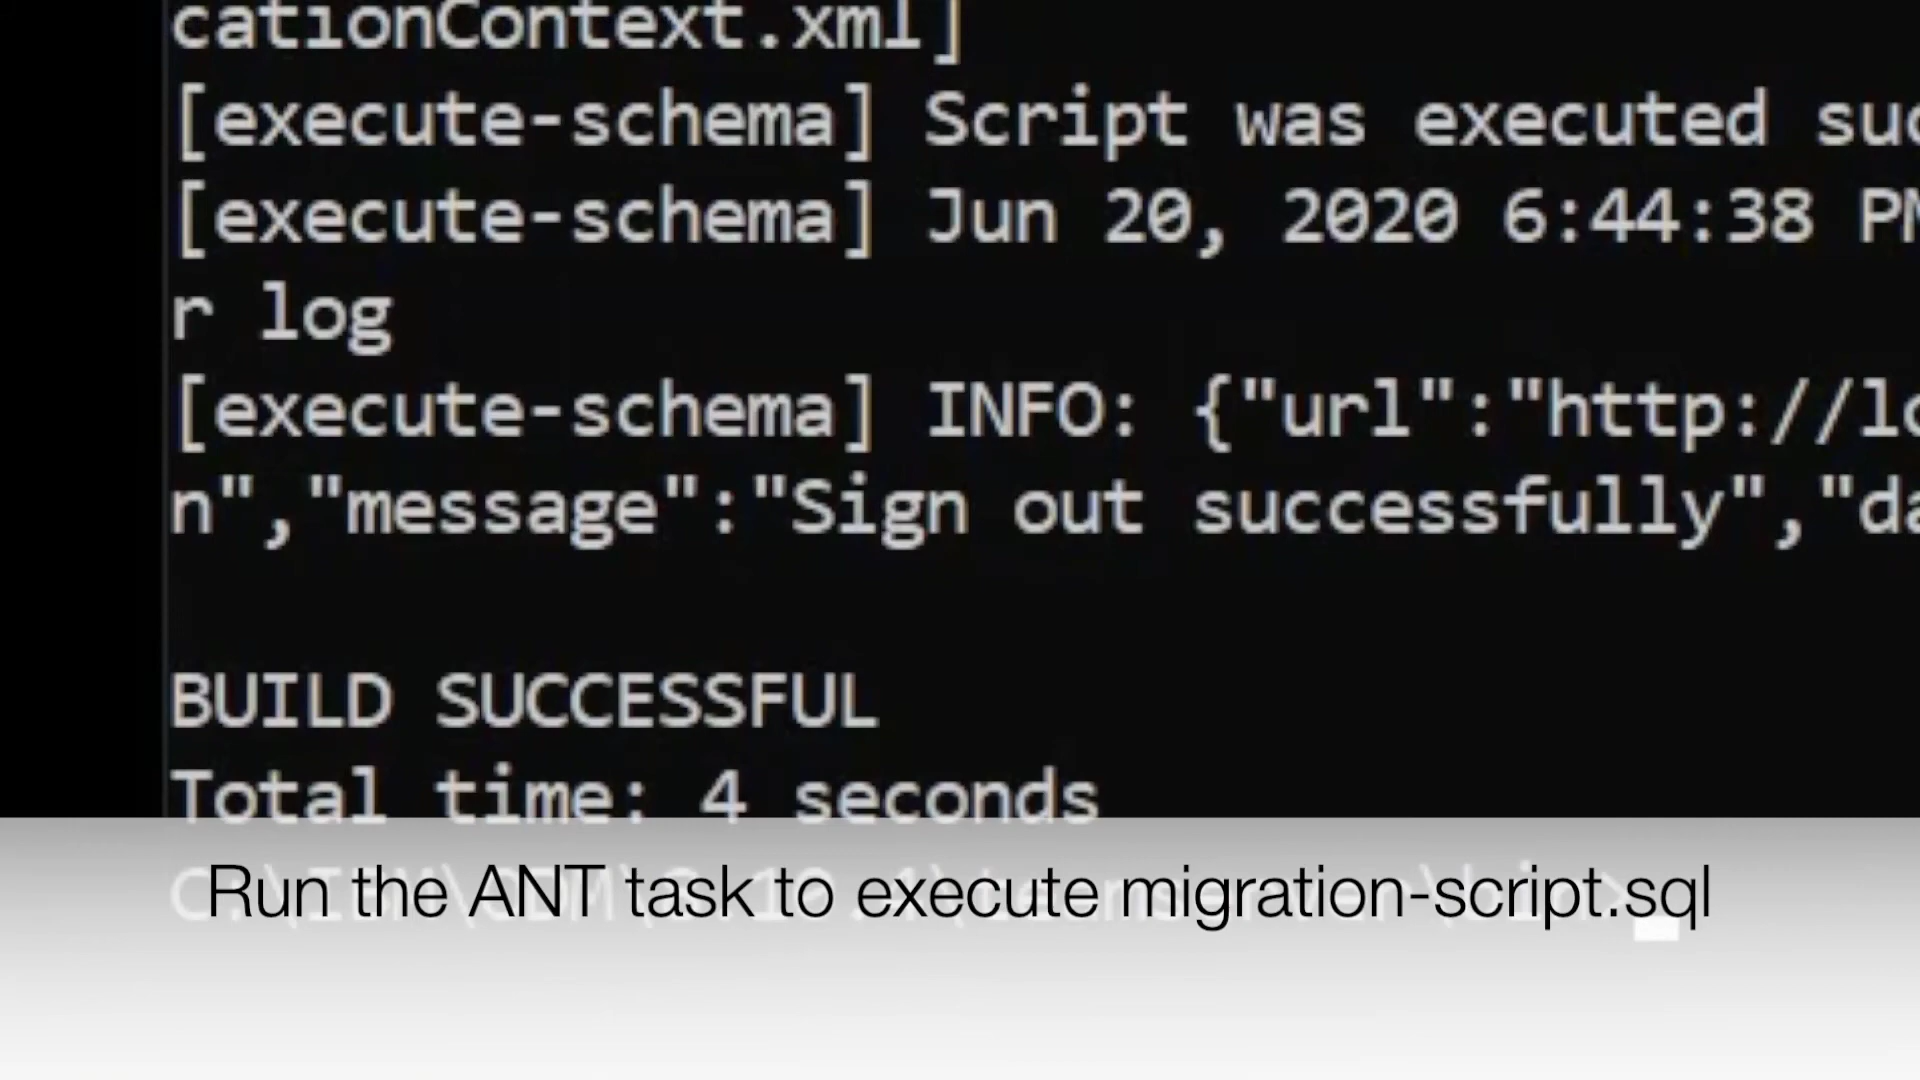 cationContext.xml]
[execute-schema] Script was executed suc
[execute-schema] Jun 20, 2020 6:44:38 PM
r log
[execute-schema] INFO: {"url":"http://lo
n","message":"Sign out successfully","da
BUILD SUCCESSFUL
Total time: 4 seconds
Run the ANT task to execute migration-script.sql